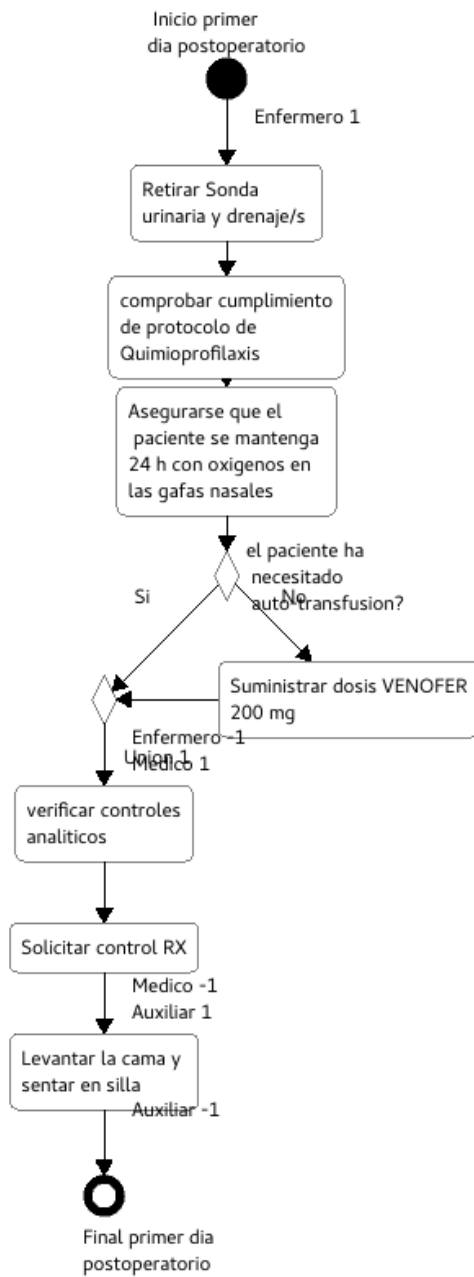 Inicio primer
dia postoperatorio
Enfermero 1
Retirar Sonda
urinaria y drenaje/s
comprobar cumplimiento
de protocolo de
Quimioprofilaxis
Asegurarse que el
paciente se mantenga
24 h con oxigenos en
las gafas nasales
el paciente ha
necesitado
auto-transfusion?
Si
No
Suministrar dosis VENOFER
200 mg
Enfermero -1
Medico 1
Union 1
verificar controles
analiticos
Solicitar control RX
Medico -1
Auxiliar 1
Levantar la cama y
sentar en silla
Auxiliar -1
Final primer dia
postoperatorio